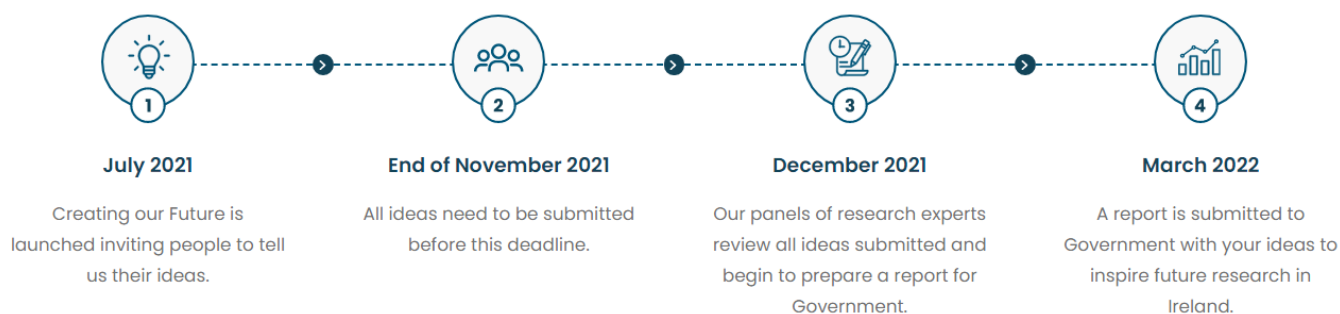 1
July 2021
Creating our Future is
launched inviting people to tell
us their ideas.
2
End of November 2021
All ideas need to be submitted
before this deadline.
3
December 2021
Our panels of research experts
review all ideas submitted and
begin to prepare a report for
Government.
4
March 2022
A report is submitted to
Government with your ideas to
inspire future research in
Ireland.